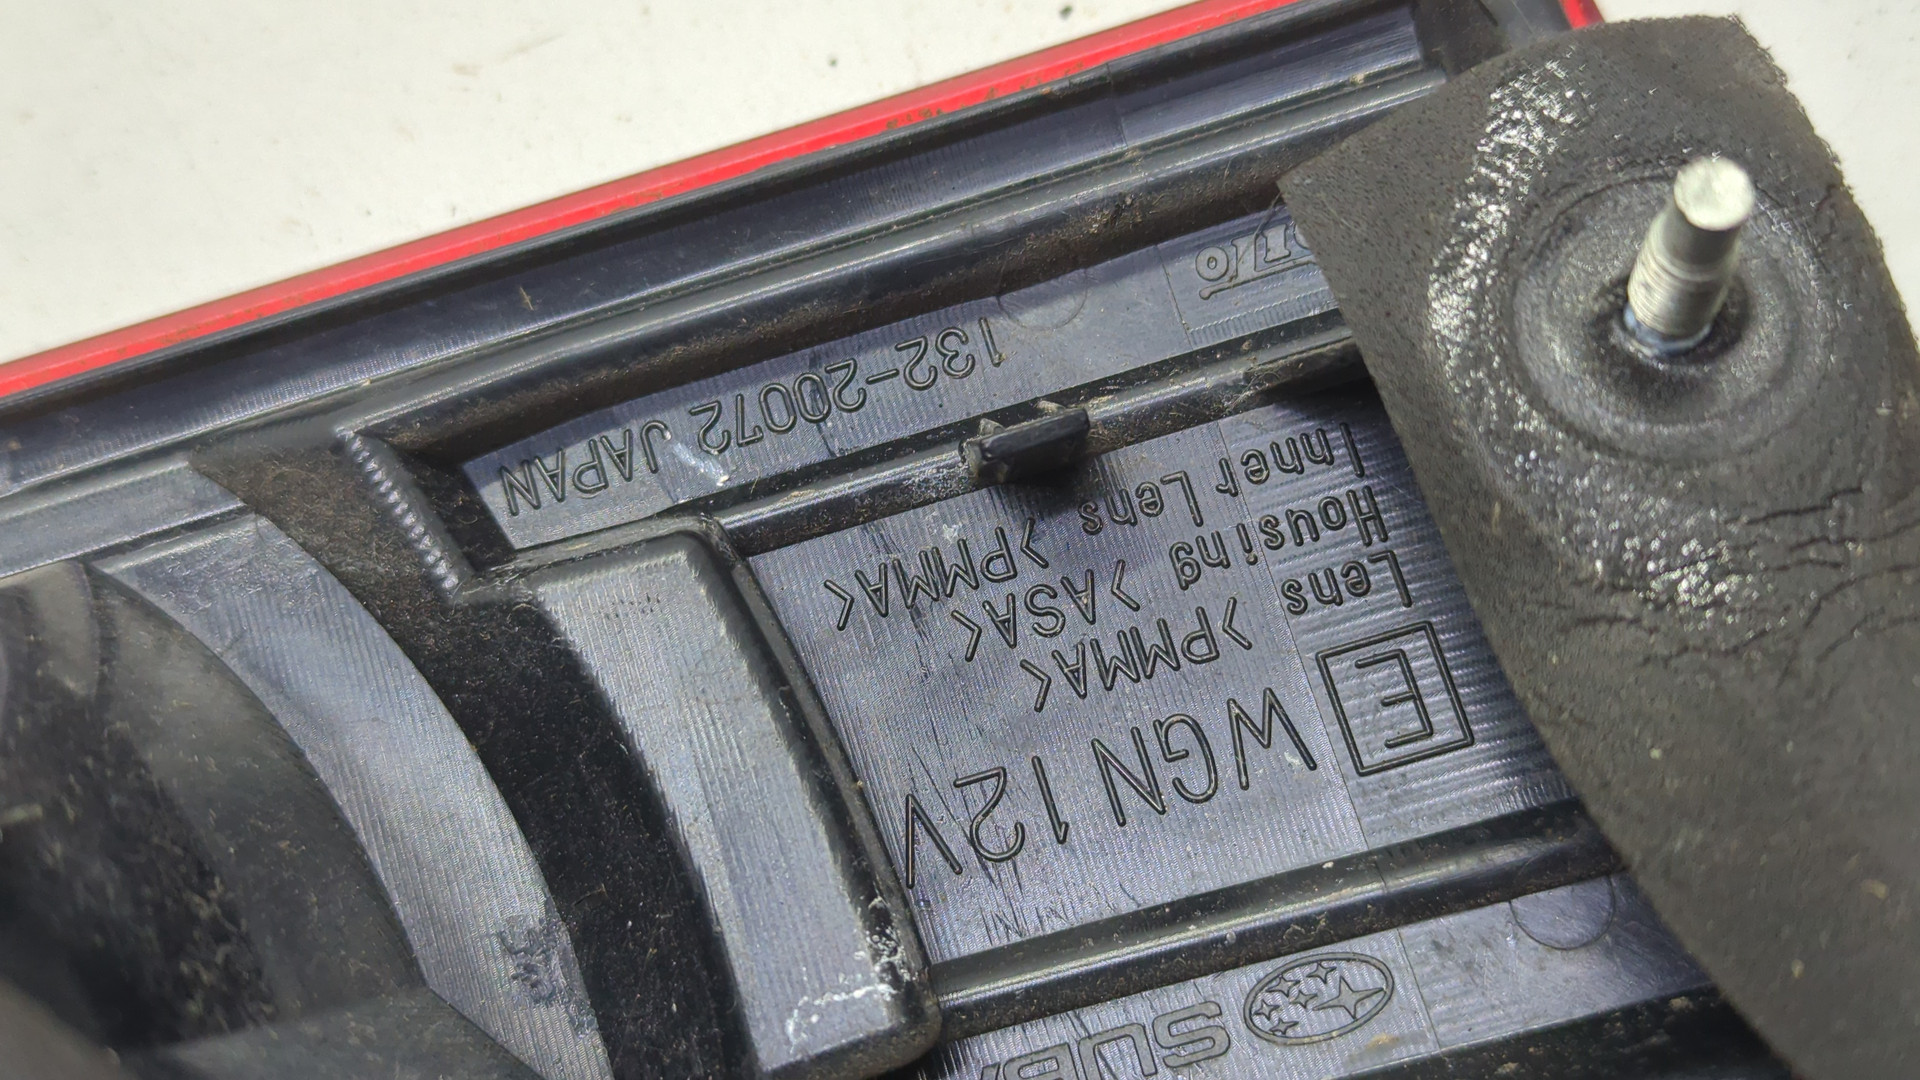 SUBA
E WGN 12V
Lens >PMMA<
Housing >ASA<
Inner Lens >PMMA<
132-20072 JAPAN